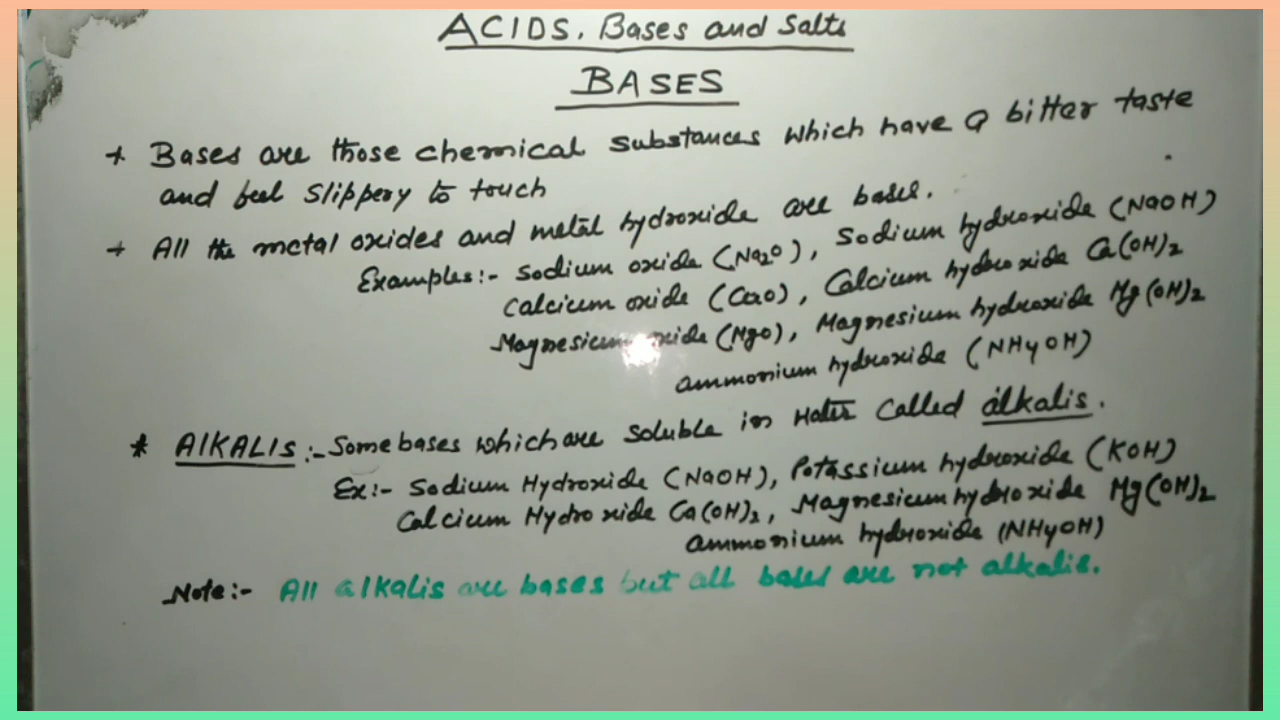 ACIDS, Bases and Salts
BASES
+ Bases are those chemical substances which have a bitter taste
and feel slippery to touch
+ All the metal oxides and metal hydroxide are bases.
Examples:- Sodium oxide (Na2O), Sodium hydroxide (NaOH)
Calcium oxide (CaO), Calcium hydroxide Ca(OH)2
Magnesium oxide (MgO), Magnesium hydroxide Mg(OH)2
ammonium hydroxide (NH4OH)
* AlKALIS:- Some bases which are soluble in water called alkalis.
Ex:- Sodium Hydroxide (NaOH), Potassium hydroxide (KOH)
Calcium Hydroxide Ca(OH)2, Magnesium hydroxide Mg(OH)2
ammonium hydroxide (NH4OH)
Note:- All alkalis are bases but all bases are not alkalis.